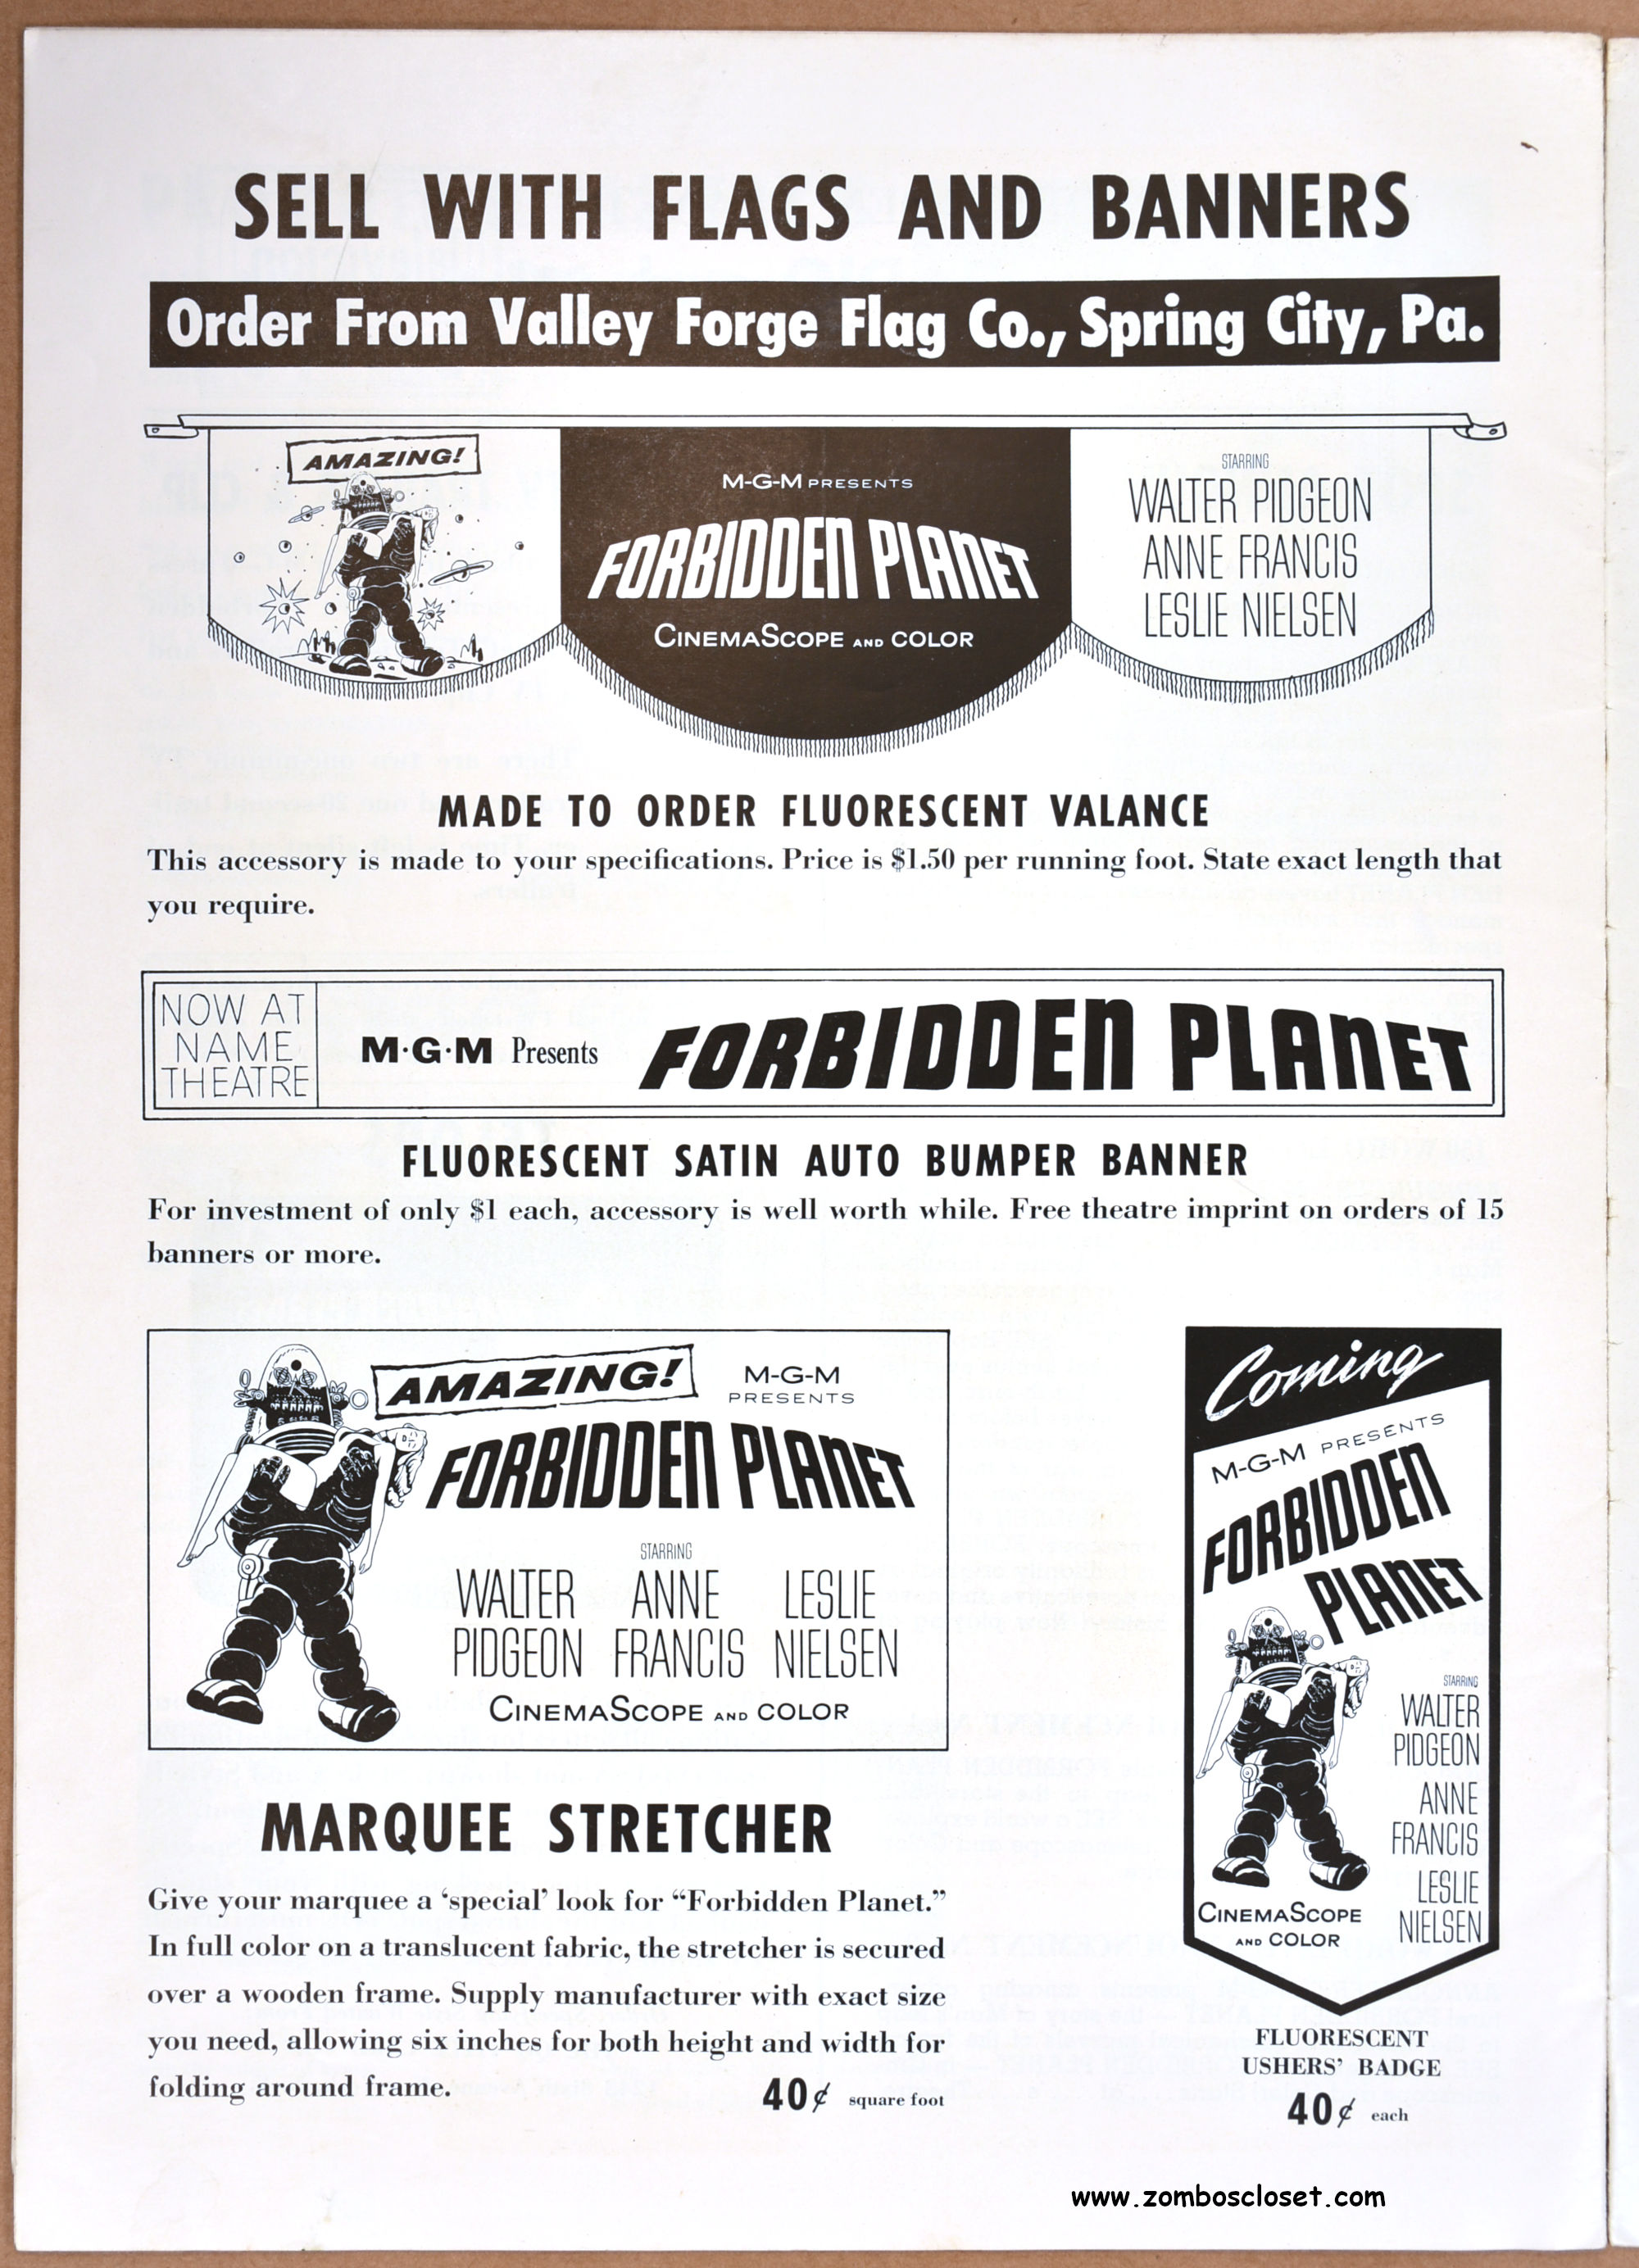 SELL WITH FLAGS AND BANNERS
Order From Valley Forge Flag Co., Spring City, Pa.
AMAZING!
M-G-M PRESENTS
FORBIDDEN PLANET
CINEMASCOPE AND COLOR
STARRING
WALTER PIDGEON
ANNE FRANCIS
LESLIE NIELSEN
MADE TO ORDER FLUORESCENT VALANCE
This accessory is made to your specifications. Price is $1.50 per running foot. State exact length that
you require.
NOW AT
NAME
THEATRE
M·G·M Presents
FORBIDDEN PLANET
FLUORESCENT SATIN AUTO BUMPER BANNER
For investment of only $1 each, accessory is well worth while. Free theatre imprint on orders of 15
banners or more.
AMAZING!
M-G-M
PRESENTS
FORBIDDEN PLANET
STARRING
WALTER ANNE LESLIE
PIDGEON FRANCIS NIELSEN
CINEMASCOPE AND COLOR
MARQUEE STRETCHER
Give your marquee a ‘special’ look for “Forbidden Planet.”
In full color on a translucent fabric, the stretcher is secured
over a wooden frame. Supply manufacturer with exact size
you need, allowing six inches for both height and width for
folding around frame.
40¢ square foot
Coming
M-G-M PRESENTS
FORBIDDEN
PLANET
STARRING
WALTER
PIDGEON
ANNE
FRANCIS
LESLIE
NIELSEN
CINEMASCOPE
AND COLOR
FLUORESCENT
USHERS’ BADGE
40¢ each
www.zomboscloset.com